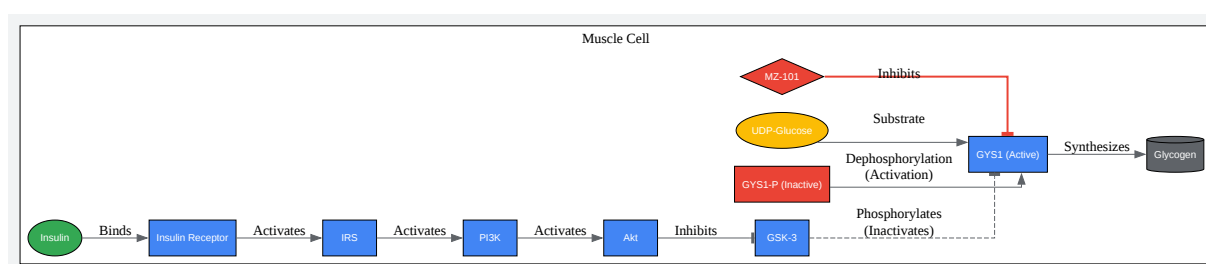 Muscle Cell
MZ-101
Inhibits
UDP-Glucose
Substrate
GYS1 (Active)
Synthesizes
Glycogen
GYS1-P (Inactive)
Dephosphorylation
(Activation)
Insulin
Binds
Insulin Receptor
Activates
IRS
Activates
PI3K
Activates
Akt
Inhibits
GSK-3
Phosphorylates
(Inactivates)